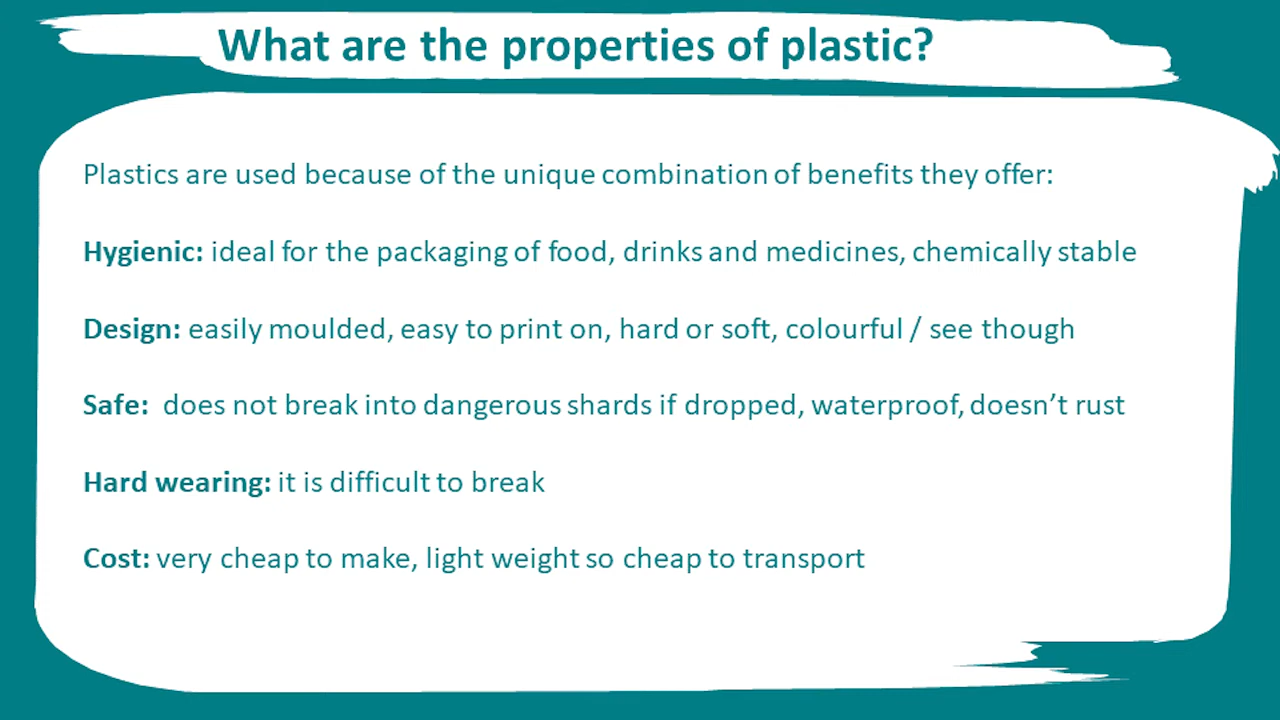 What are the properties of plastic?
Plastics are used because of the unique combination of benefits they offer:
Hygienic: ideal for the packaging of food, drinks and medicines, chemically stable
Design: easily moulded, easy to print on, hard or soft, colourful / see though
Safe:  does not break into dangerous shards if dropped, waterproof, doesn’t rust
Hard wearing: it is difficult to break
Cost: very cheap to make, light weight so cheap to transport